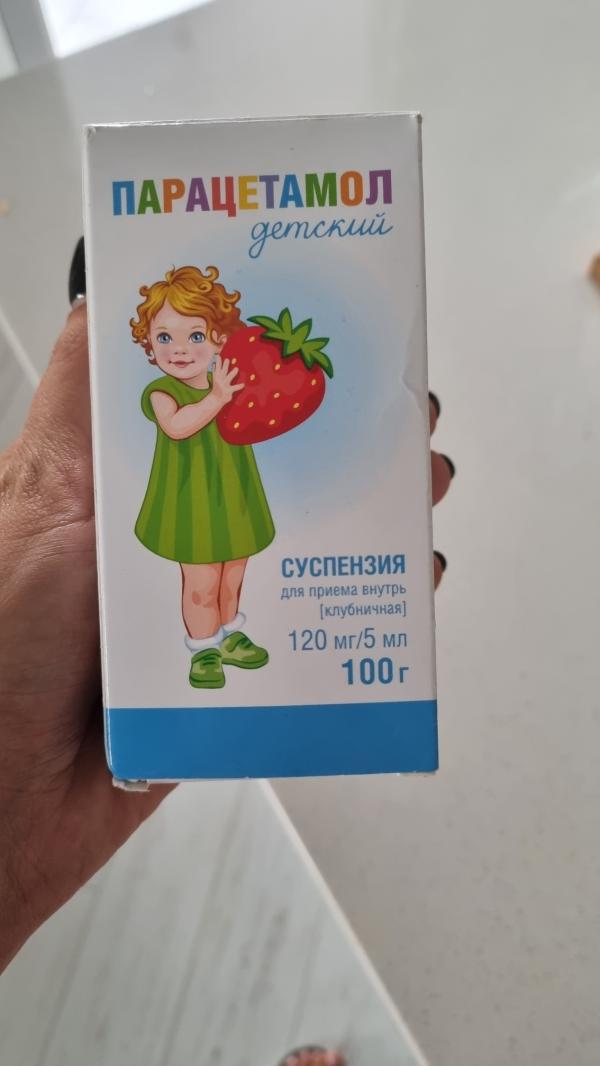 ПАРАЦЕТАМОЛ
детский
СУСПЕНЗИЯ
для приема внутрь
[клубничная]
120 мг/5 мл
100 г